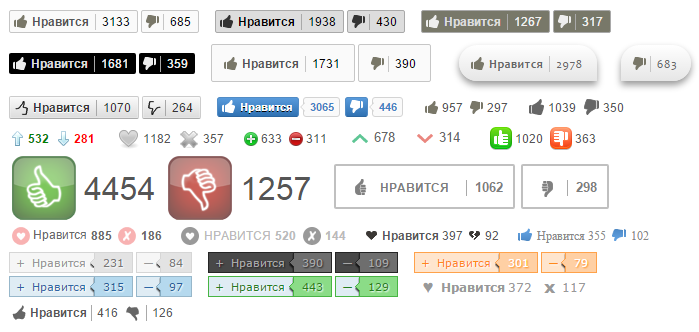 Нравится 3133 685 Нравится 1938 430 Нравится 1267 317
Нравится 1681 359 Нравится 1731 390 Нравится 2978 683
Нравится 1070 264 Нравится 3065 446 957 297 1039 350
532 281 1182 357 633 311 678 314 1020 363
4454 1257 НРАВИТСЯ 1062 298
Нравится 885 186 НРАВИТСЯ 520 144 Нравится 397 92 Нравится 355 102
+ Нравится 231 — 84 + Нравится 390 — 109 + Нравится 301 — 79
+ Нравится 315 — 97 + Нравится 443 — 129 Нравится 372 x 117
Нравится 416 126